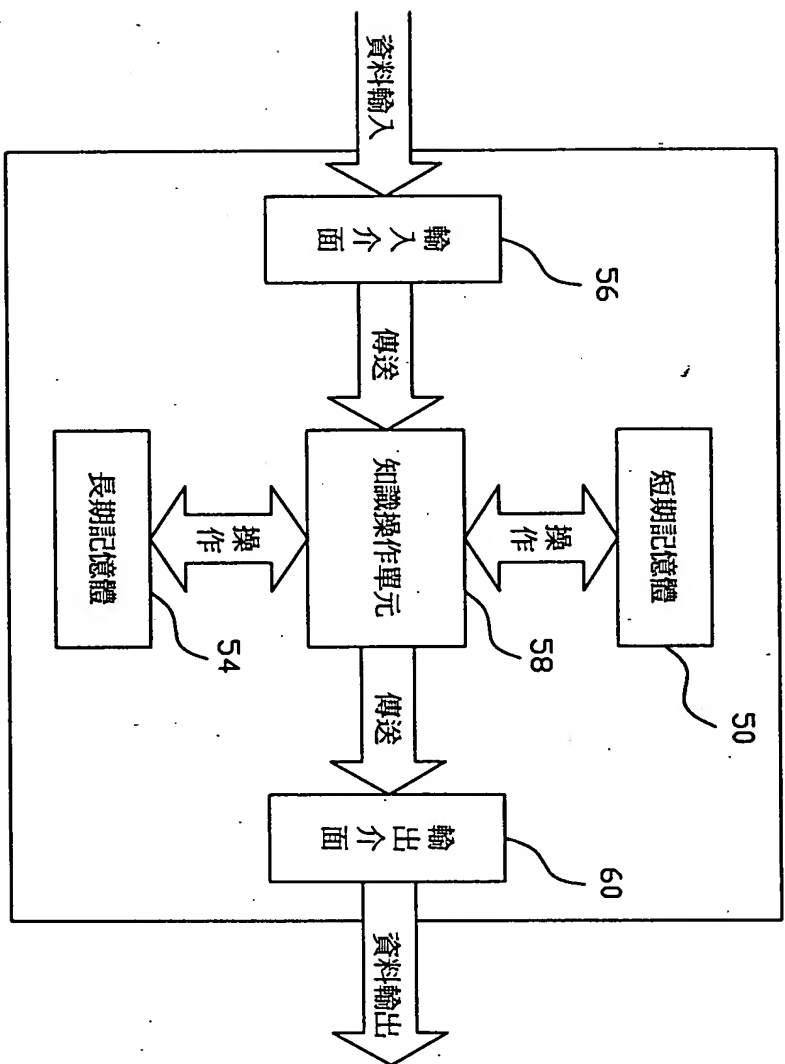 資料輸入
輸入介面
56
傳送
短期記憶體
50
操作
知識操作單元
58
操作
長期記憶體
54
傳送
輸出介面
60
資料輸出